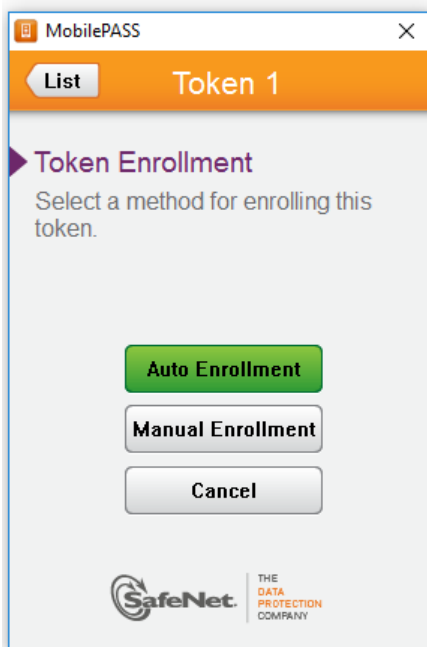 MobilePASS
List
Token 1
Token Enrollment
Select a method for enrolling this
token.
Auto Enrollment
Manual Enrollment
Cancel
SafeNet.
THE
DATA
PROTECTION
COMPANY